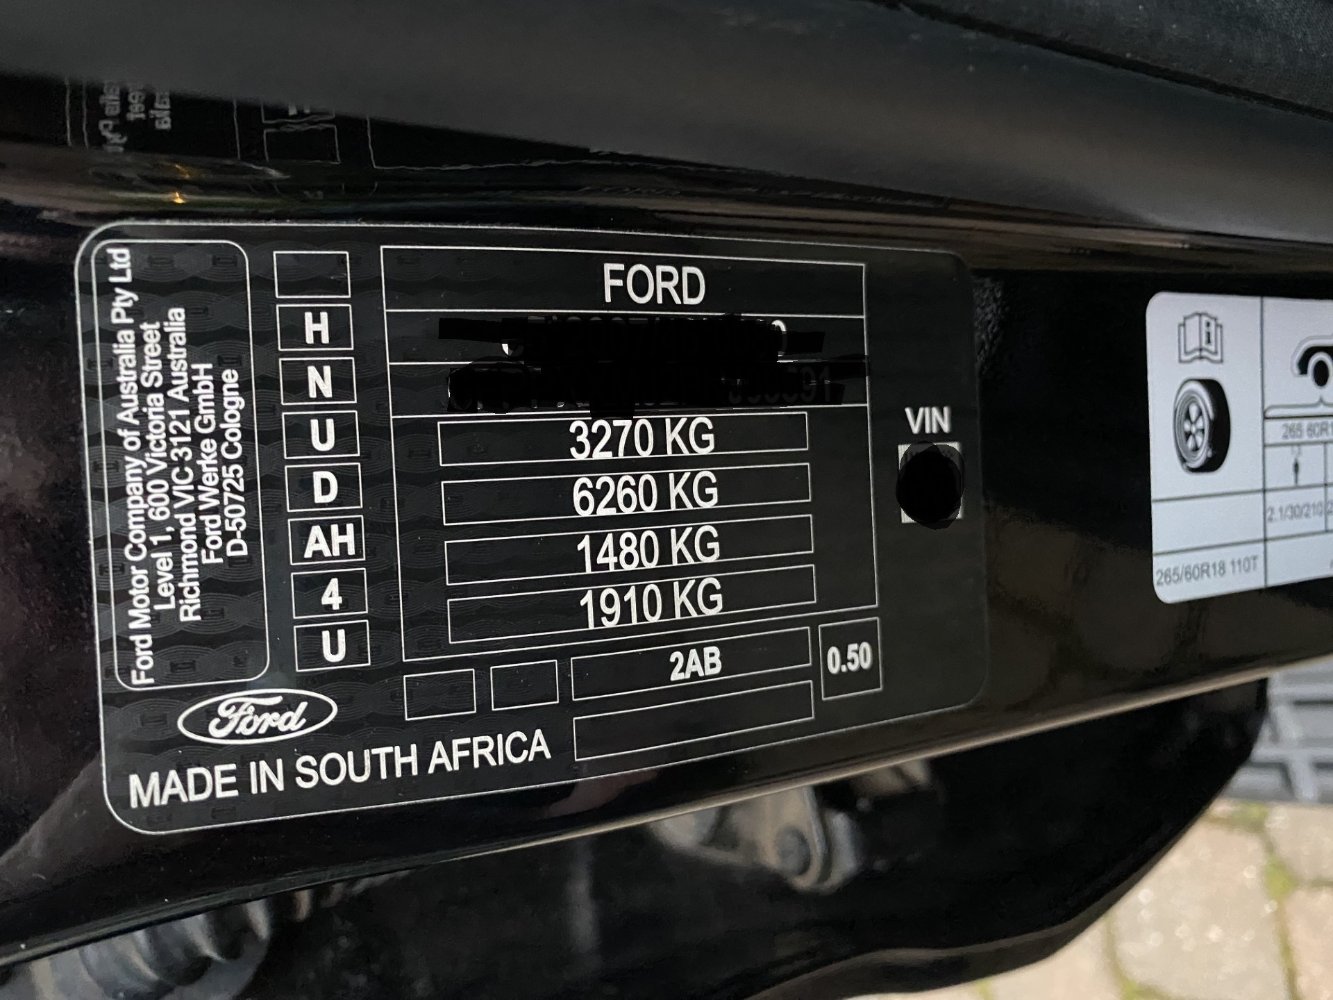 Ford Motor Company of Australia Pty Ltd
Level 1, 600 Victoria Street
Richmond VIC 3121 Australia
Ford Werke GmbH
D-50725 Cologne
H
N
U
D
AH
4
U
FORD
3270 KG
6260 KG
1480 KG
1910 KG
2AB
0.50
VIN
Ford
MADE IN SOUTH AFRICA
265/60R18 110T